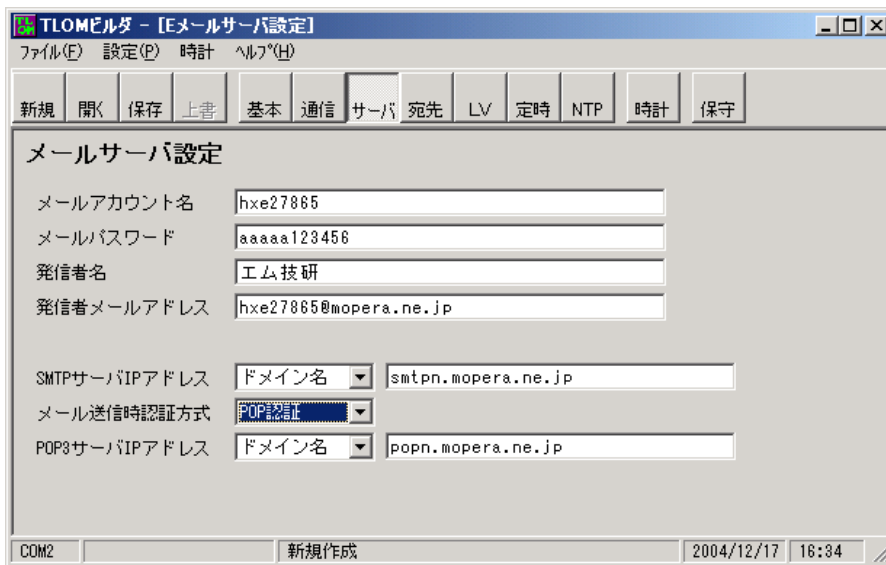 TLOMビルダ - [Eメールサーバ設定]
ファイル(F) 設定(P) 時計 ヘルプ(H)
新規 開く 保存 上書 基本 通信 サーバ 宛先 LV 定時 NTP 時計 保守
メールサーバ設定
メールアカウント名 hxe27865
メールパスワード aaaaa123456
発信者名 エム技研
発信者メールアドレス hxe27865@mopera.ne.jp
SMTPサーバIPアドレス ドメイン名 smtpn.mopera.ne.jp
メール送信時認証方式 POP認証
POP3サーバIPアドレス ドメイン名 popn.mopera.ne.jp
COM2 新規作成 2004/12/17 16:34